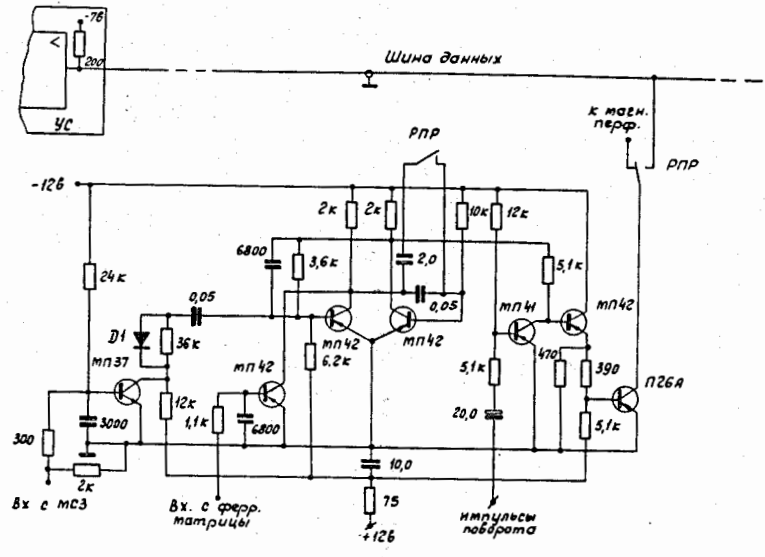 -7в
<
200
УС
Шина данных
к магн.
перф.
РПР
РПР
-12в
2к
2к
10к
12к
24к
6800
3,6к
2,0
5,1к
0,05
0,05
МП41
МП42
Д1
36к
МП42
МП42
МП37
МП42
6,2к
5,1к
470
390
П26А
12к
3000
1,1к
6800
20,0
5,1к
300
2к
10,0
Вх с МСЗ
Вх. с ферр.
матрицы
75
+12в
импульсы
поворота